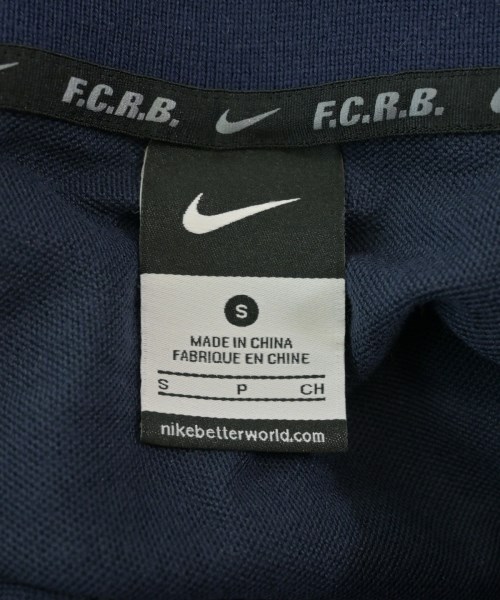 F.C.R.B. F.C.R.B.
S
MADE IN CHINA
FABRIQUE EN CHINE
S P CH
nikebetterworld.com